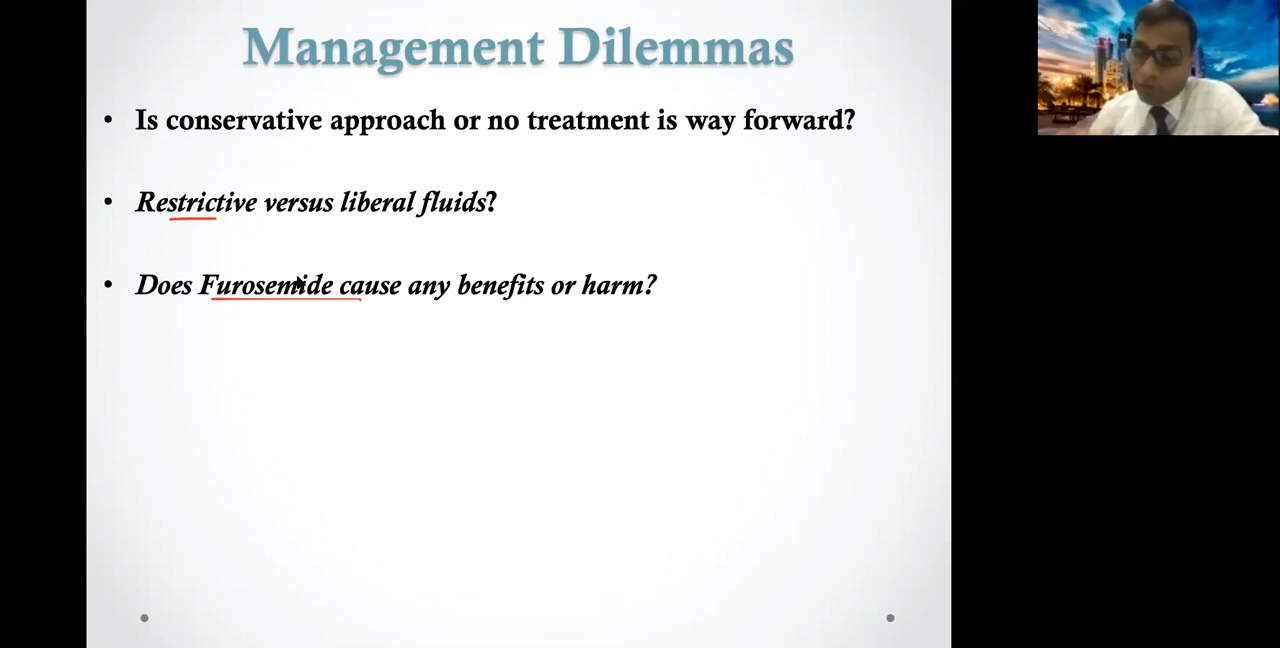 Management Dilemmas
• Is conservative approach or no treatment is way forward?
• Restrictive versus liberal fluids?
• Does Furosemide cause any benefits or harm?